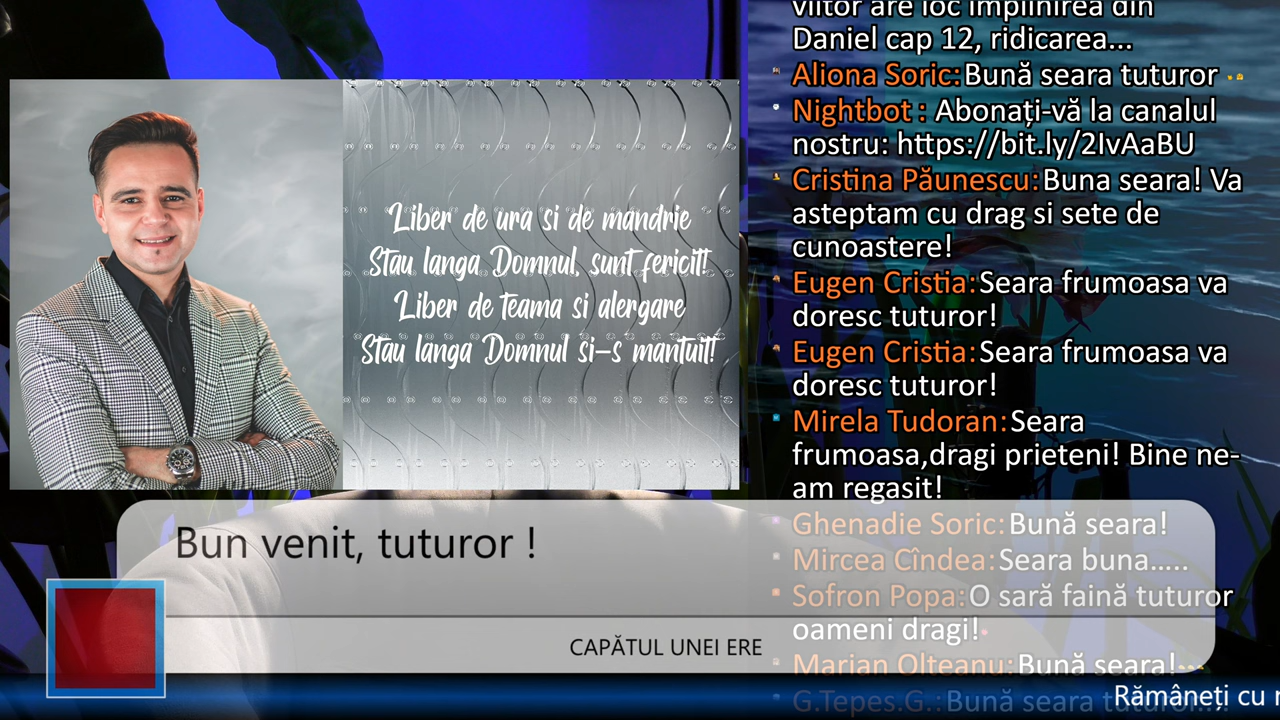 Liber de ura si de mandrie
Stau langa Domnul, sunt fericit!
Liber de teama si alergare
Stau langa Domnul si-s mantuit!
viitor are loc împlinirea din
Daniel cap 12, ridicarea...
Aliona Soric: Bună seara tuturor
Nightbot : Abonați-vă la canalul
nostru: https://bit.ly/2IvAaBU
Cristina Păunescu: Buna seara! Va
asteptam cu drag si sete de
cunoastere!
Eugen Cristia: Seara frumoasa va
doresc tuturor!
Eugen Cristia: Seara frumoasa va
doresc tuturor!
Mirela Tudoran: Seara
frumoasa,dragi prieteni! Bine ne-
am regasit!
Ghenadie Soric: Bună seara!
Mircea Cîndea: Seara buna.....
Sofron Popa: O sară faină tuturor
oameni dragi!
Marian Olteanu: Bună seara!
G.Tepes.G.: Bună seara tuturor....
Bun venit, tuturor !
CAPĂTUL UNEI ERE
Rămâneți cu